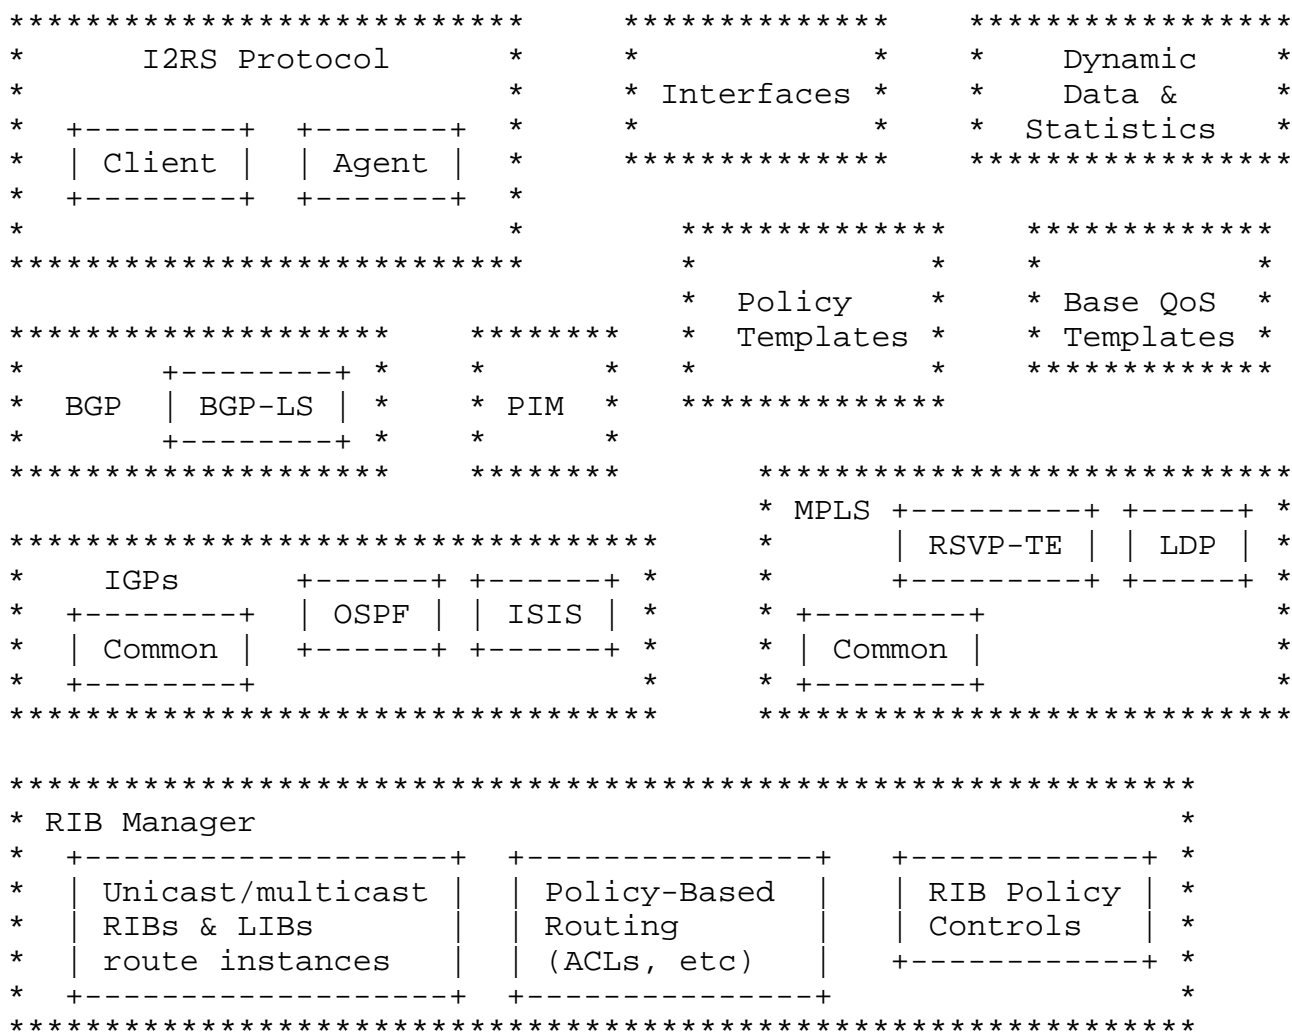 I2RS Protocol
Client
Agent
Interfaces
Dynamic
Data &
Statistics
Policy
Templates
Base QoS
Templates
BGP
BGP-LS
PIM
MPLS
RSVP-TE
LDP
Common
IGPs
OSPF
ISIS
Common
RIB Manager
Unicast/multicast
RIBs & LIBs
route instances
Policy-Based
Routing
(ACLs, etc)
RIB Policy
Controls